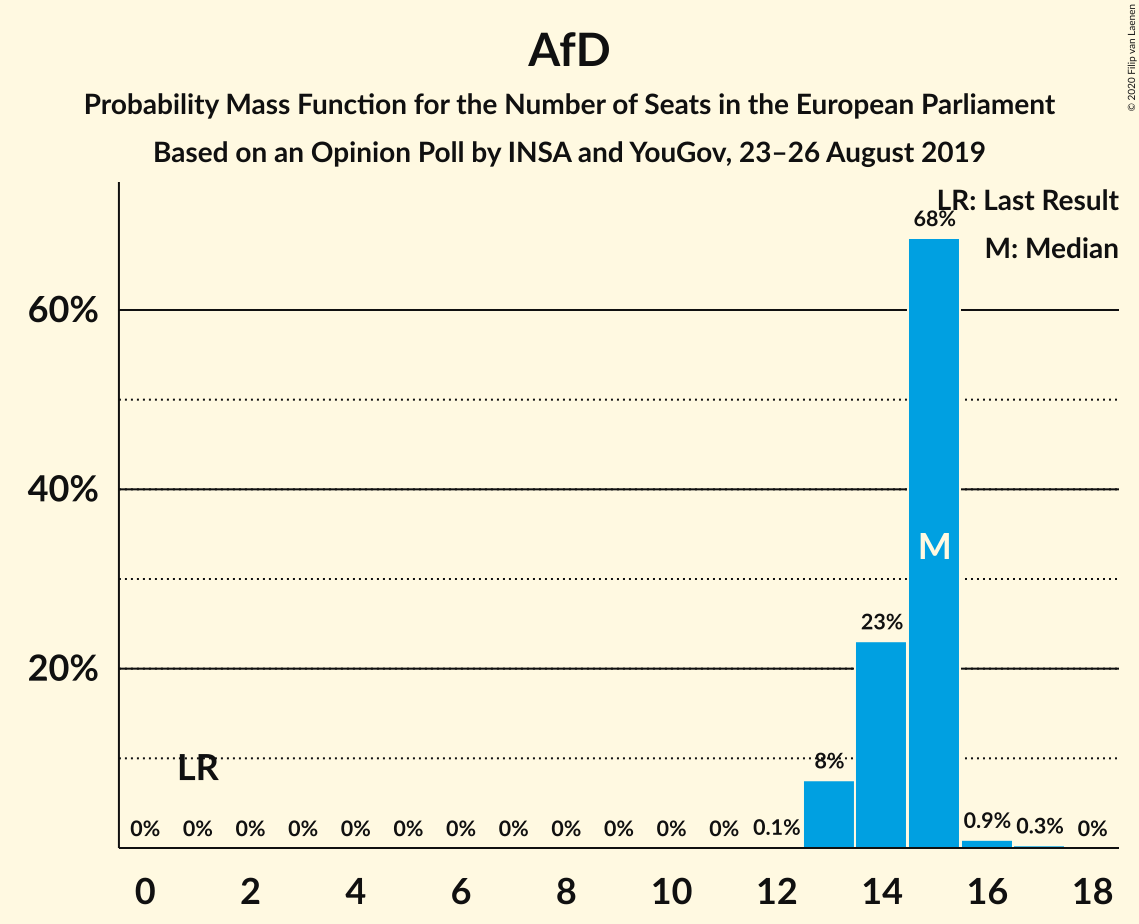 AfD
Probability Mass Function for the Number of Seats in the European Parliament
Based on an Opinion Poll by INSA and YouGov, 23–26 August 2019
© 2020 Filip van Laenen
LR: Last Result
M: Median
68%
60%
40%
M
23%
20%
LR
8%
0% 0% 0% 0% 0% 0% 0% 0% 0% 0% 0% 0% 0.1% 0.9% 0.3% 0%
0 2 4 6 8 10 12 14 16 18